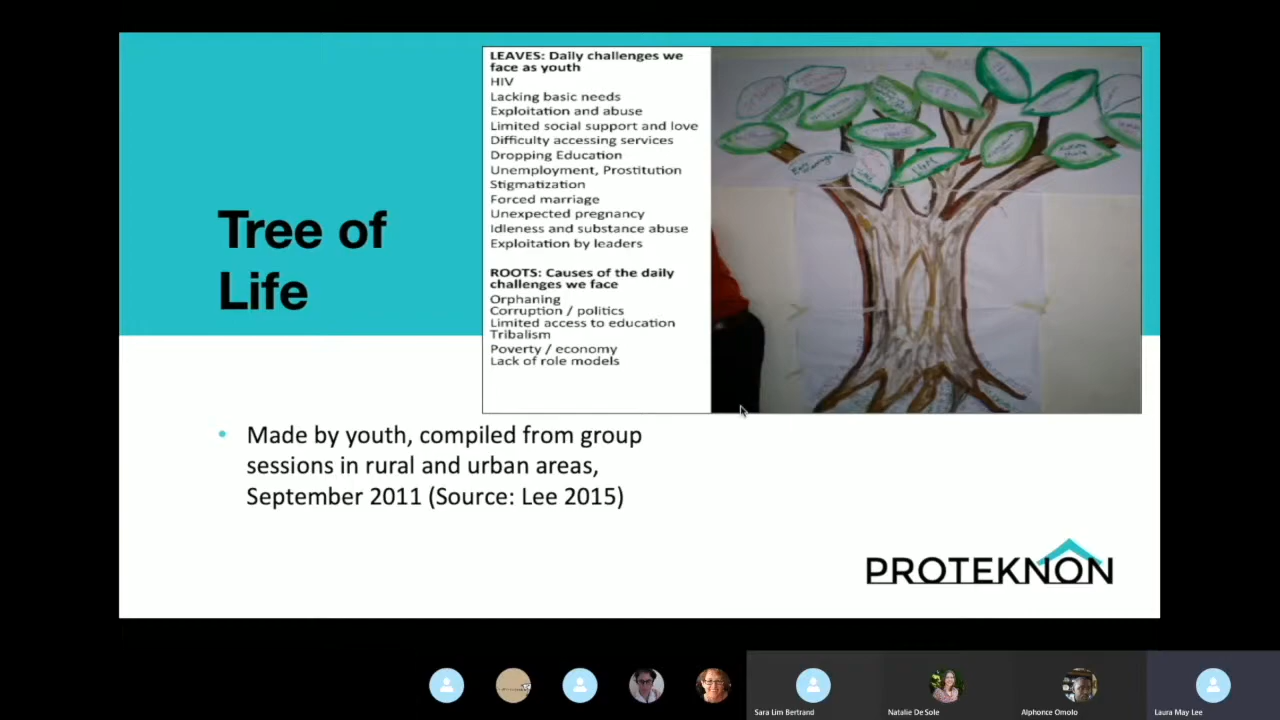 Tree of
Life
LEAVES: Daily challenges we
face as youth
HIV
Lacking basic needs
Exploitation and abuse
Limited social support and love
Difficulty accessing services
Dropping Education
Unemployment, Prostitution
Stigmatization
Forced marriage
Unexpected pregnancy
Idleness and substance abuse
Exploitation by leaders
ROOTS: Causes of the daily
challenges we face
Orphaning
Corruption / politics
Limited access to education
Tribalism
Poverty / economy
Lack of role models
• Made by youth, compiled from group
sessions in rural and urban areas,
September 2011 (Source: Lee 2015)
PROTEKNON
Sara Lim Bertrand
Natalie De Sole
Alphonce Omolo
Laura May Lee